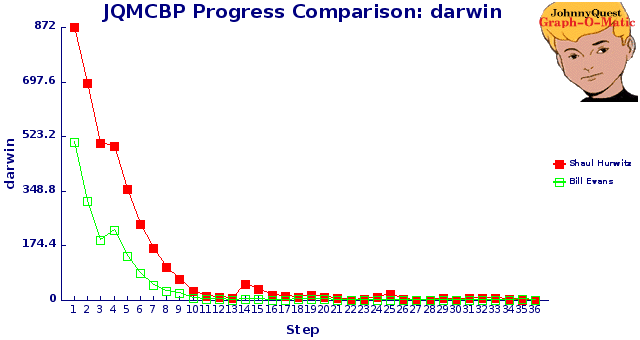 JQMCBP Progress Comparison: darwin
JohnnyQuest
Graph-O-Matic
872
697.6
523.2
348.8
174.4
0
darwin
1 2 3 4 5 6 7 8 9 10 11 12 13 14 15 16 17 18 19 20 21 22 23 24 25 26 27 28 29 30 31 32 33 34 35 36
Step
Shaul Hurwitz
Bill Evans